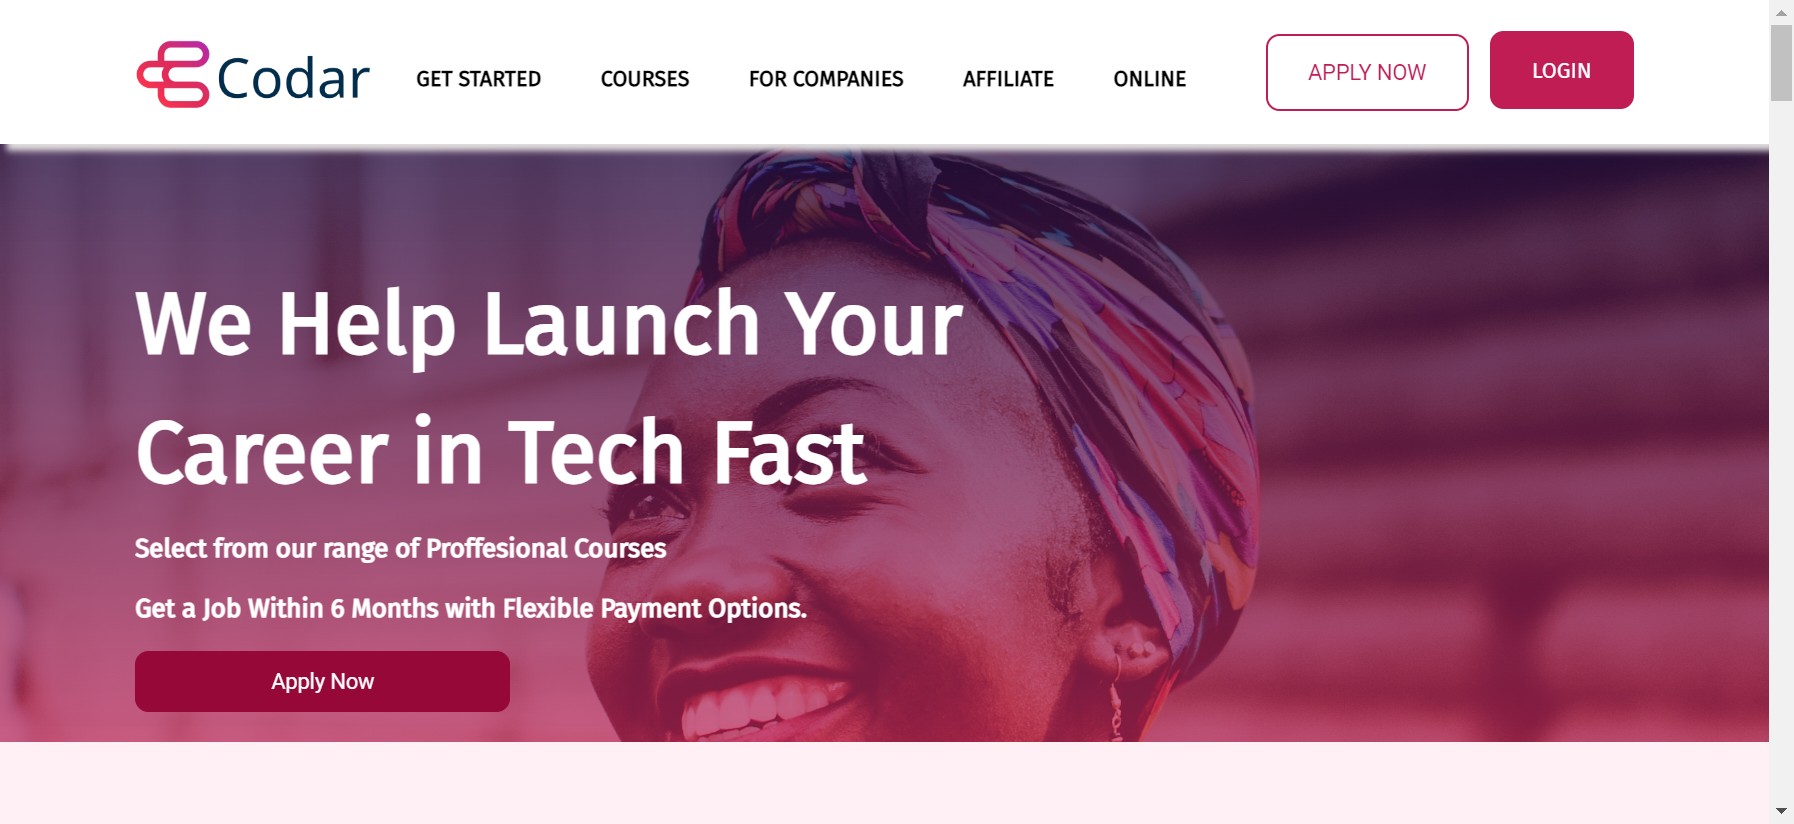 Codar
GET STARTED
COURSES
FOR COMPANIES
AFFILIATE
ONLINE
APPLY NOW
LOGIN
We Help Launch Your
Career in Tech Fast
Select from our range of Proffesional Courses
Get a Job Within 6 Months with Flexible Payment Options.
Apply Now